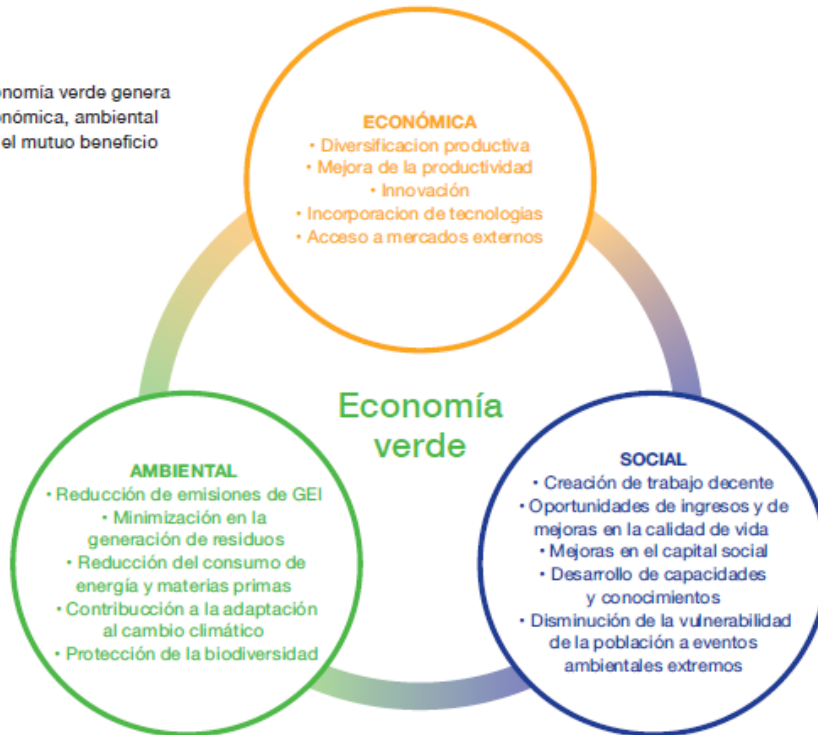 onomía verde genera
onómica, ambiental
el mutuo beneficio
ECONÓMICA
• Diversificacion productiva
• Mejora de la productividad
• Innovación
• Incorporacion de tecnologias
• Acceso a mercados externos
Economía
verde
AMBIENTAL
• Reducción de emisiones de GEI
• Minimización en la
generación de residuos
• Reducción del consumo de
energía y materias primas
• Contribucción a la adaptación
al cambio climático
• Protección de la biodiversidad
SOCIAL
• Creación de trabajo decente
• Oportunidades de ingresos y de
mejoras en la calidad de vida
• Mejoras en el capital social
• Desarrollo de capacidades
y conocimientos
• Disminución de la vulnerabilidad
de la población a eventos
ambientales extremos